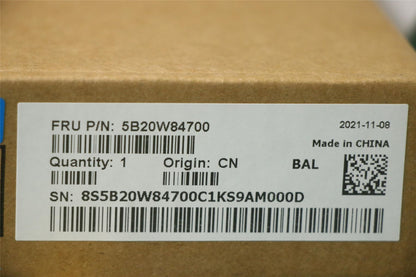 FRU P/N: 5B20W84700
2021-11-08
Made in CHINA
Quantity: 1 Origin: CN BAL
SN: 8S5B20W84700C1KS9AM000D